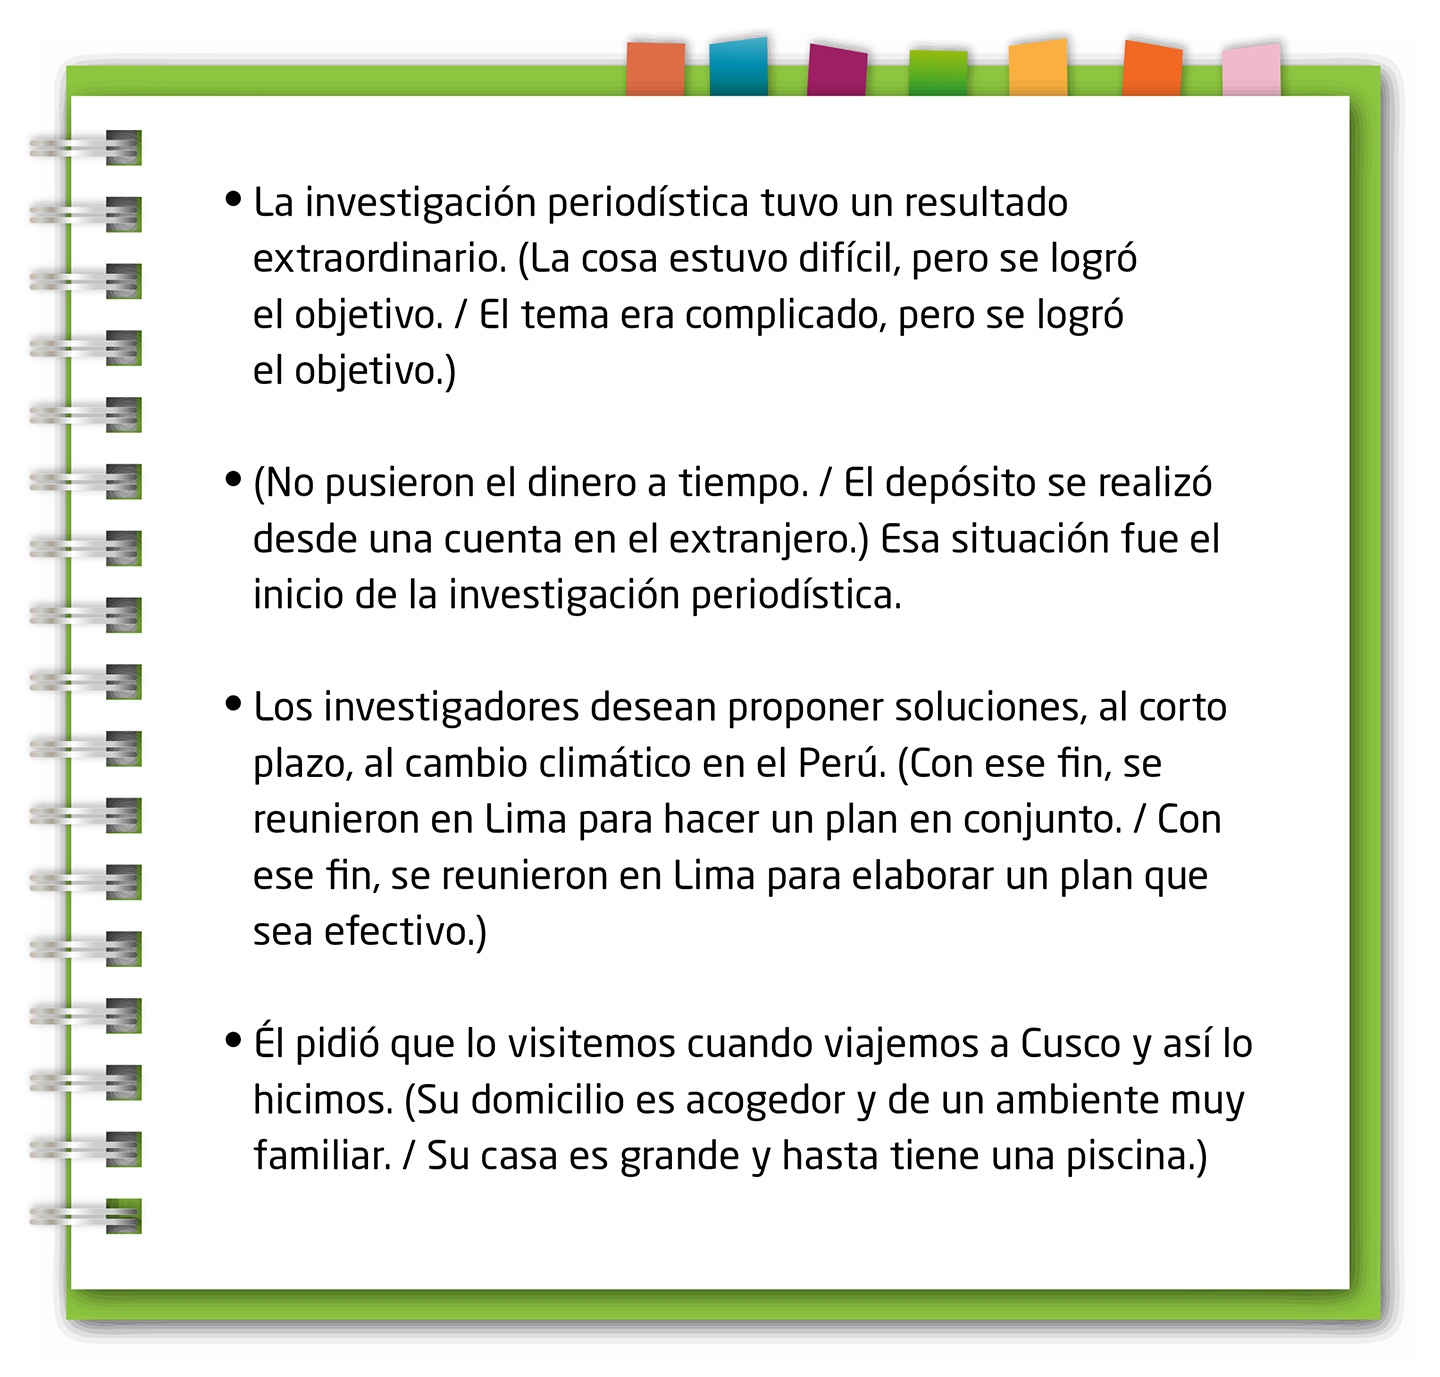 • La investigación periodística tuvo un resultado
extraordinario. (La cosa estuvo difícil, pero se logró
el objetivo. / El tema era complicado, pero se logró
el objetivo.)
• (No pusieron el dinero a tiempo. / El depósito se realizó
desde una cuenta en el extranjero.) Esa situación fue el
inicio de la investigación periodística.
• Los investigadores desean proponer soluciones, al corto
plazo, al cambio climático en el Perú. (Con ese fin, se
reunieron en Lima para hacer un plan en conjunto. / Con
ese fin, se reunieron en Lima para elaborar un plan que
sea efectivo.)
• Él pidió que lo visitemos cuando viajemos a Cusco y así lo
hicimos. (Su domicilio es acogedor y de un ambiente muy
familiar. / Su casa es grande y hasta tiene una piscina.)